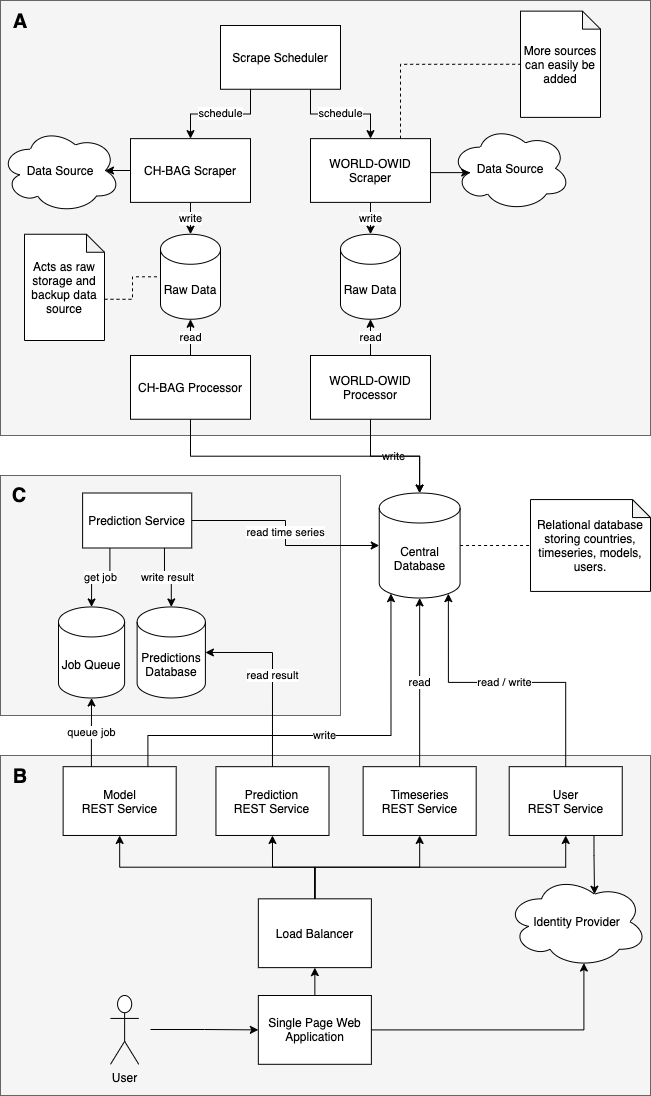 A
Scrape Scheduler
More sources
can easily be
added
schedule
schedule
Data Source
CH-BAG Scraper
WORLD-OWID
Scraper
Data Source
write
write
Acts as raw
storage and
backup data
source
Raw Data
Raw Data
read
read
CH-BAG Processor
WORLD-OWID
Processor
write
C
Prediction Service
read time series
Central
Database
Relational database
storing countries,
timeseries, models,
users.
get job
write result
Job Queue
Predictions
Database
read result
read
read / write
queue job
write
B
Model
REST Service
Prediction
REST Service
Timeseries
REST Service
User
REST Service
Load Balancer
Identity Provider
Single Page Web
Application
User